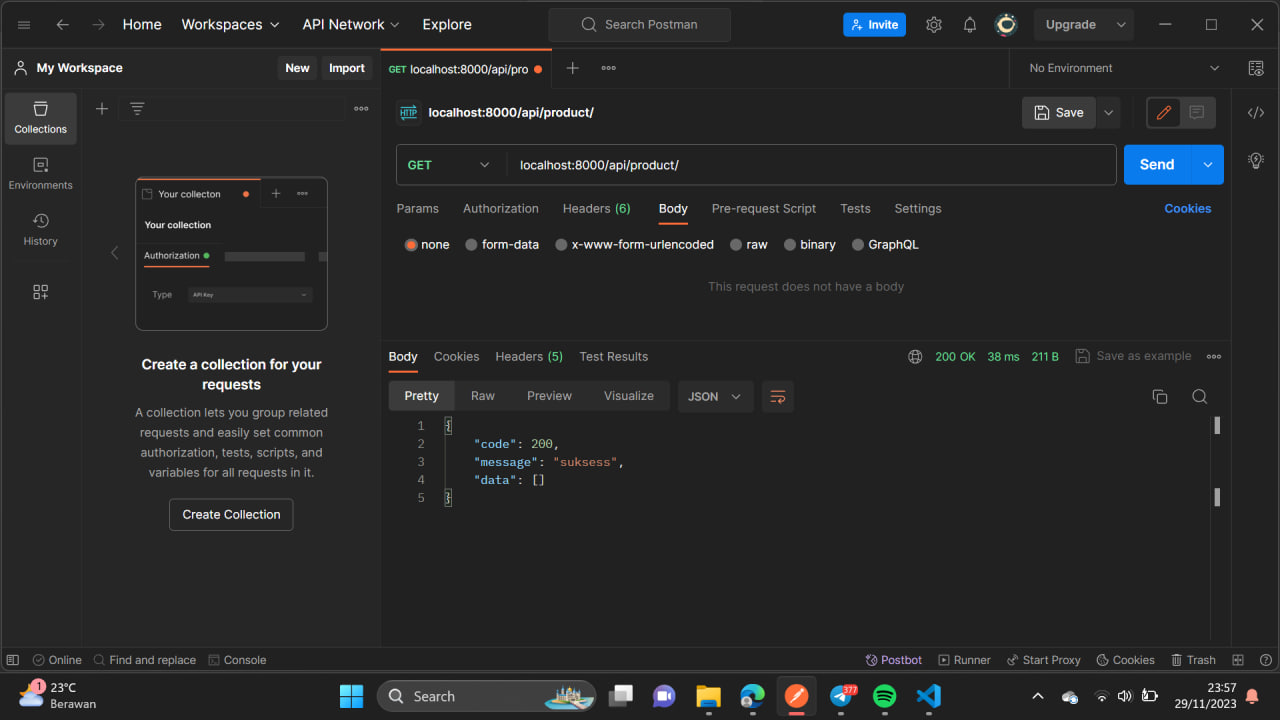 Home Workspaces API Network Explore Search Postman Invite Upgrade
My Workspace New Import GET localhost:8000/api/pro No Environment
Collections
Environments
History
Your collecton
Your collection
Authorization
Type API Key
Create a collection for your
requests
A collection lets you group related
requests and easily set common
authorization, tests, scripts, and
variables for all requests in it.
Create Collection
HTTP localhost:8000/api/product/ Save
GET localhost:8000/api/product/ Send
Params Authorization Headers (6) Body Pre-request Script Tests Settings Cookies
none form-data x-www-form-urlencoded raw binary GraphQL
This request does not have a body
Body Cookies Headers (5) Test Results 200 OK 38 ms 211 B Save as example
Pretty Raw Preview Visualize JSON
1 {
2 "code": 200,
3 "message": "suksess",
4 "data": []
5 }
Online Find and replace Console Postbot Runner Start Proxy Cookies Trash
1 23°C
Berawan
Search
377
23:57
29/11/2023